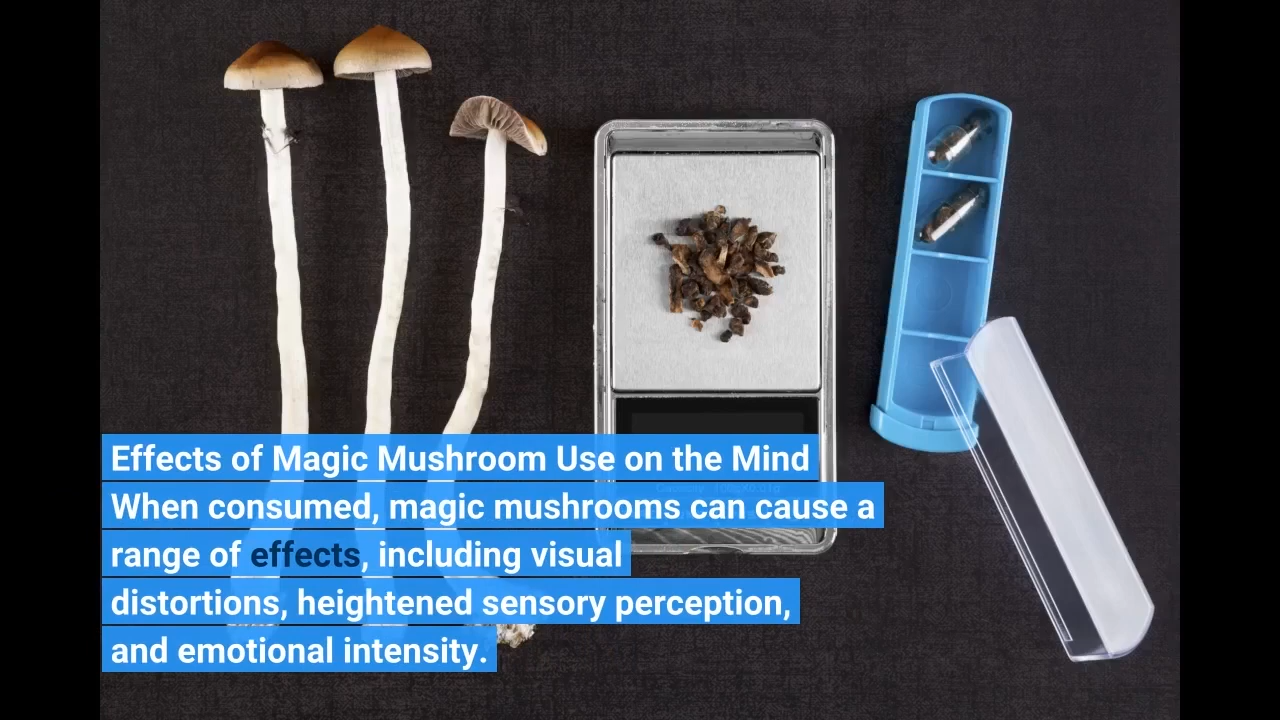 Effects of Magic Mushroom Use on the Mind
When consumed, magic mushrooms can cause a
range of effects, including visual
distortions, heightened sensory perception,
and emotional intensity.